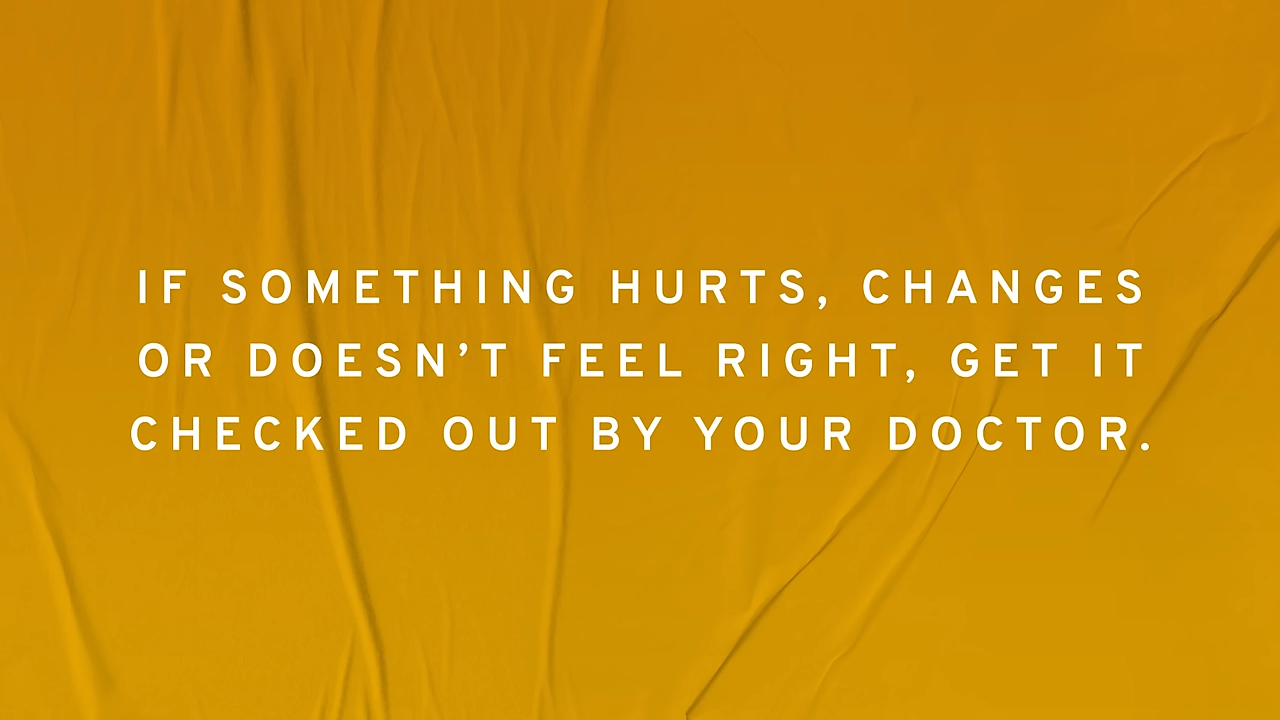 IF SOMETHING HURTS, CHANGES
OR DOESN’T FEEL RIGHT, GET IT
CHECKED OUT BY YOUR DOCTOR.